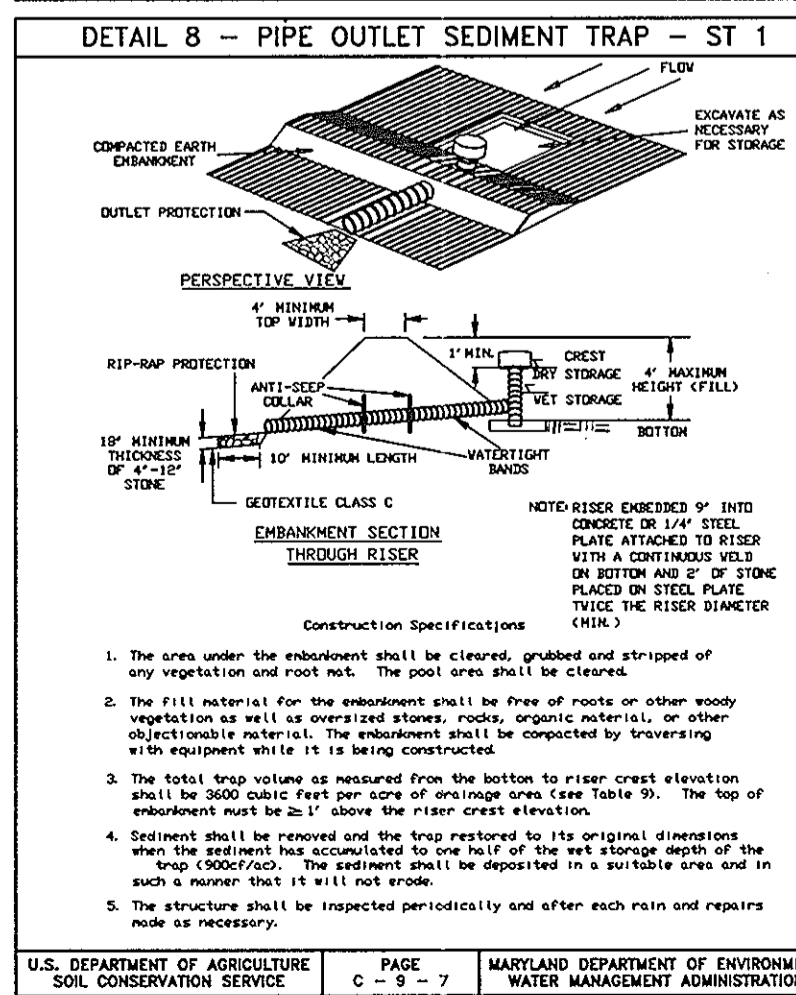 DETAIL 8 - PIPE OUTLET SEDIMENT TRAP - ST 1
FLOW
EXCAVATE AS
NECESSARY
FOR STORAGE
COMPACTED EARTH
EMBANKMENT
OUTLET PROTECTION
PERSPECTIVE VIEW
4' MINIMUM
TOP WIDTH
1' MIN.
CREST
DRY STORAGE
WET STORAGE
4' MAXIMUM
HEIGHT (FILL)
BOTTOM
RIP-RAP PROTECTION
ANTI-SEEP
COLLAR
18' MINIMUM
THICKNESS
OF 4'-12'
STONE
10' MINIMUM LENGTH
WATERTIGHT
BANDS
GEOTEXTILE CLASS C
EMBANKMENT SECTION
THROUGH RISER
NOTE: RISER EMBEDDED 9' INTO
CONCRETE OR 1/4' STEEL
PLATE ATTACHED TO RISER
WITH A CONTINUOUS WELD
ON BOTTOM AND 2' OF STONE
PLACED ON STEEL PLATE
TWICE THE RISER DIAMETER
(MIN.)
Construction Specifications
1. The area under the embankment shall be cleared, grubbed and stripped of
any vegetation and root mat. The pool area shall be cleared.
2. The fill material for the embankment shall be free of roots or other woody
vegetation as well as oversized stones, rocks, organic material, or other
objectionable material. The embankment shall be compacted by traversing
with equipment while it is being constructed.
3. The total trap volume as measured from the bottom to riser crest elevation
shall be 3600 cubic feet per acre of drainage area (see Table 9). The top of
embankment must be ≥ 1' above the riser crest elevation.
4. Sediment shall be removed and the trap restored to its original dimensions
when the sediment has accumulated to one half of the wet storage depth of the
trap (900cf/ac). The sediment shall be deposited in a suitable area and in
such a manner that it will not erode.
5. The structure shall be inspected periodically and after each rain and repairs
made as necessary.
U.S. DEPARTMENT OF AGRICULTURE
SOIL CONSERVATION SERVICE
PAGE
C - 9 - 7
MARYLAND DEPARTMENT OF ENVIRONM
WATER MANAGEMENT ADMINISTRATION